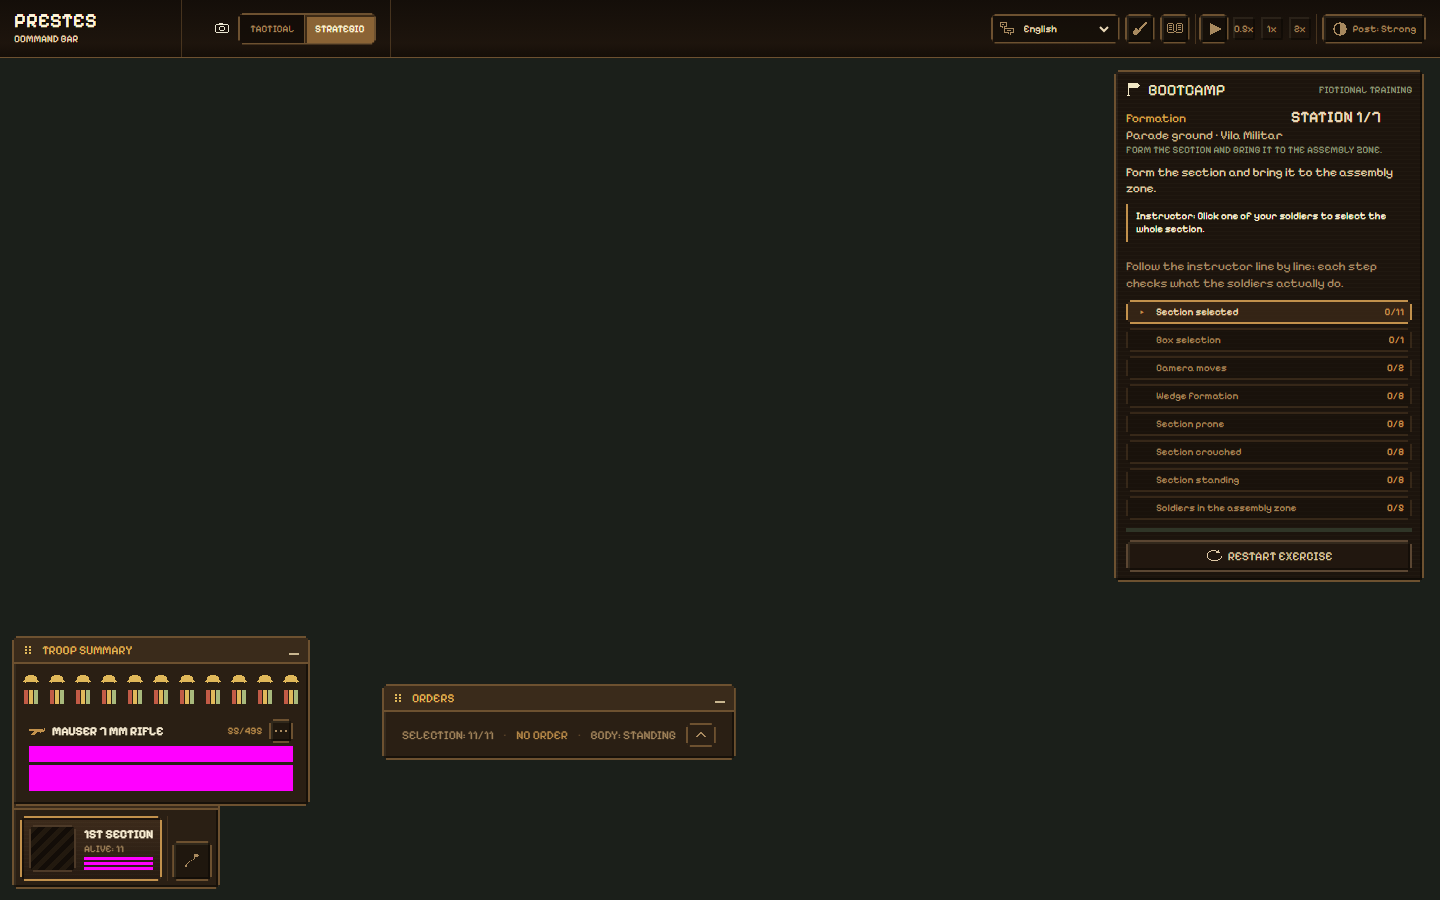 PRESTES
COMMAND BAR
TACTICAL
STRATEGIC
English
0.5x
1x
2x
Post: Strong
BOOTCAMP
FICTIONAL TRAINING
Formation
STATION 1/7
Parade ground · Vila Militar
FORM THE SECTION AND BRING IT TO THE ASSEMBLY ZONE.
Form the section and bring it to the assembly
zone.
Instructor: Click one of your soldiers to select the
whole section.
Follow the instructor line by line: each step
checks what the soldiers actually do.
Section selected 0/11
Box selection 0/1
Camera moves 0/2
Wedge formation 0/8
Section prone 0/8
Section crouched 0/8
Section standing 0/8
Soldiers in the assembly zone 0/9
RESTART EXERCISE
TROOP SUMMARY
MAUSER 7 MM RIFLE 55/495
ORDERS
SELECTION: 11/11 · NO ORDER · BODY: STANDING
1ST SECTION
ALIVE: 11